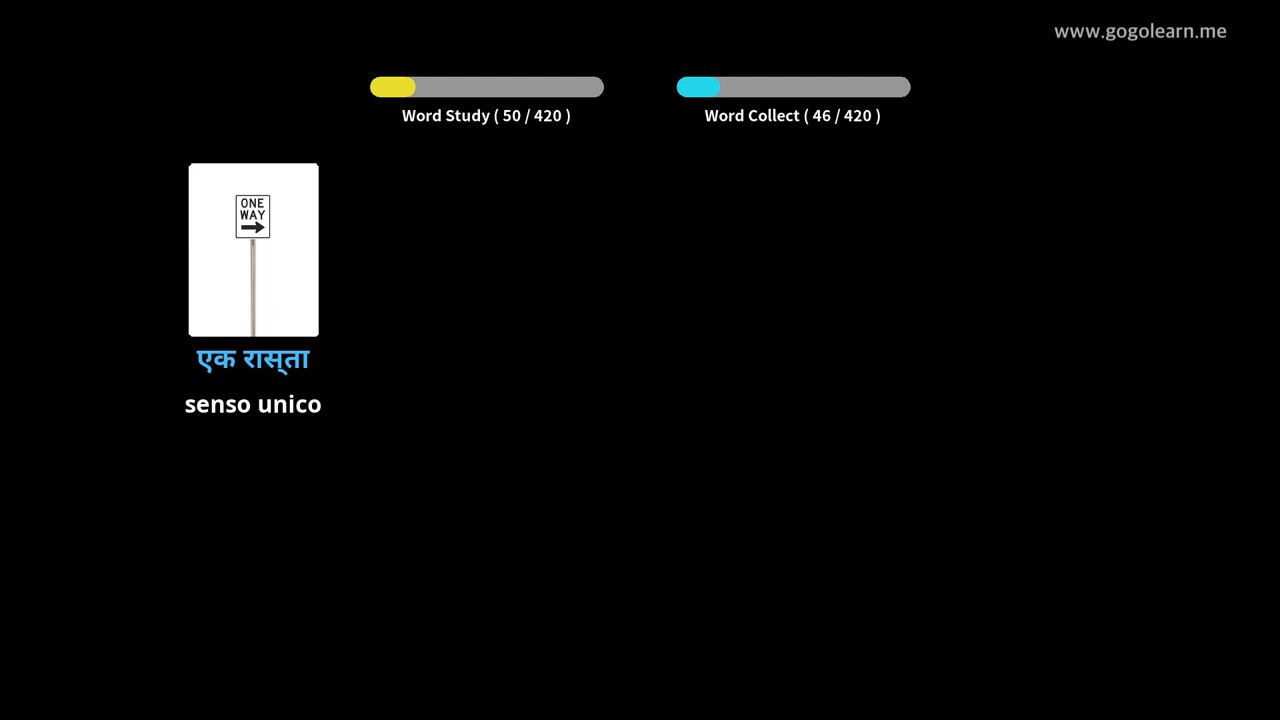 www.gogolearn.me
Word Study ( 50 / 420 )
Word Collect ( 46 / 420 )
ONE
WAY
एक रास्ता
senso unico